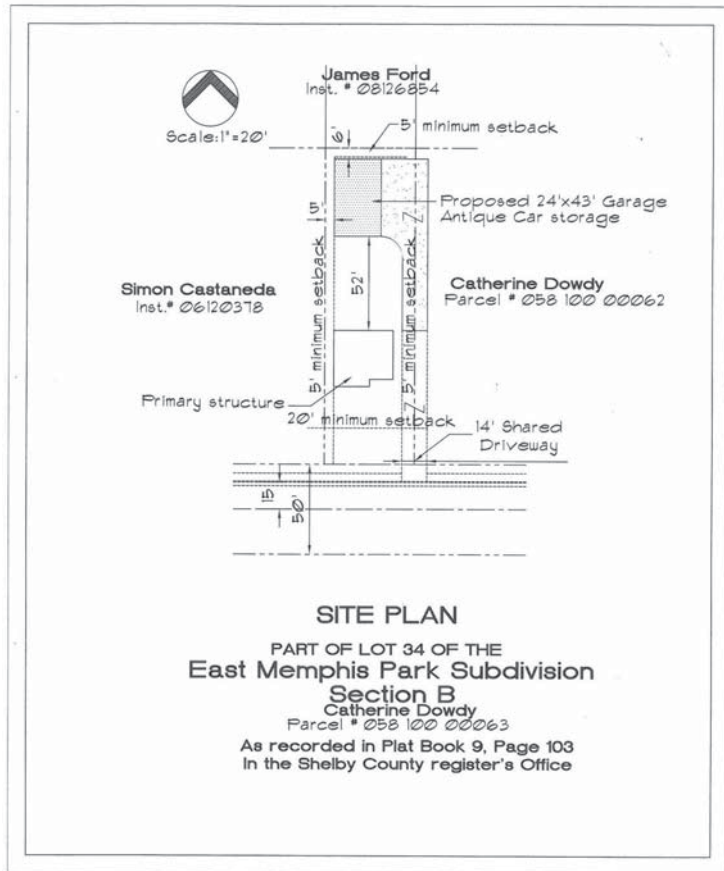 James Ford
Inst. # 08126854
Scale:1"=20'
6'
5' minimum setback
5'
Proposed 24'x43' Garage
Antique Car storage
5' minimum setback
52'
5' minimum setback
Simon Castaneda
Inst.# 06120378
Catherine Dowdy
Parcel # 058 100 00062
Primary structure
20' minimum setback
14' Shared
Driveway
15
50'
SITE PLAN
PART OF LOT 34 OF THE
East Memphis Park Subdivision
Section B
Catherine Dowdy
Parcel # 058 100 00063
As recorded in Plat Book 9, Page 103
In the Shelby County register's Office